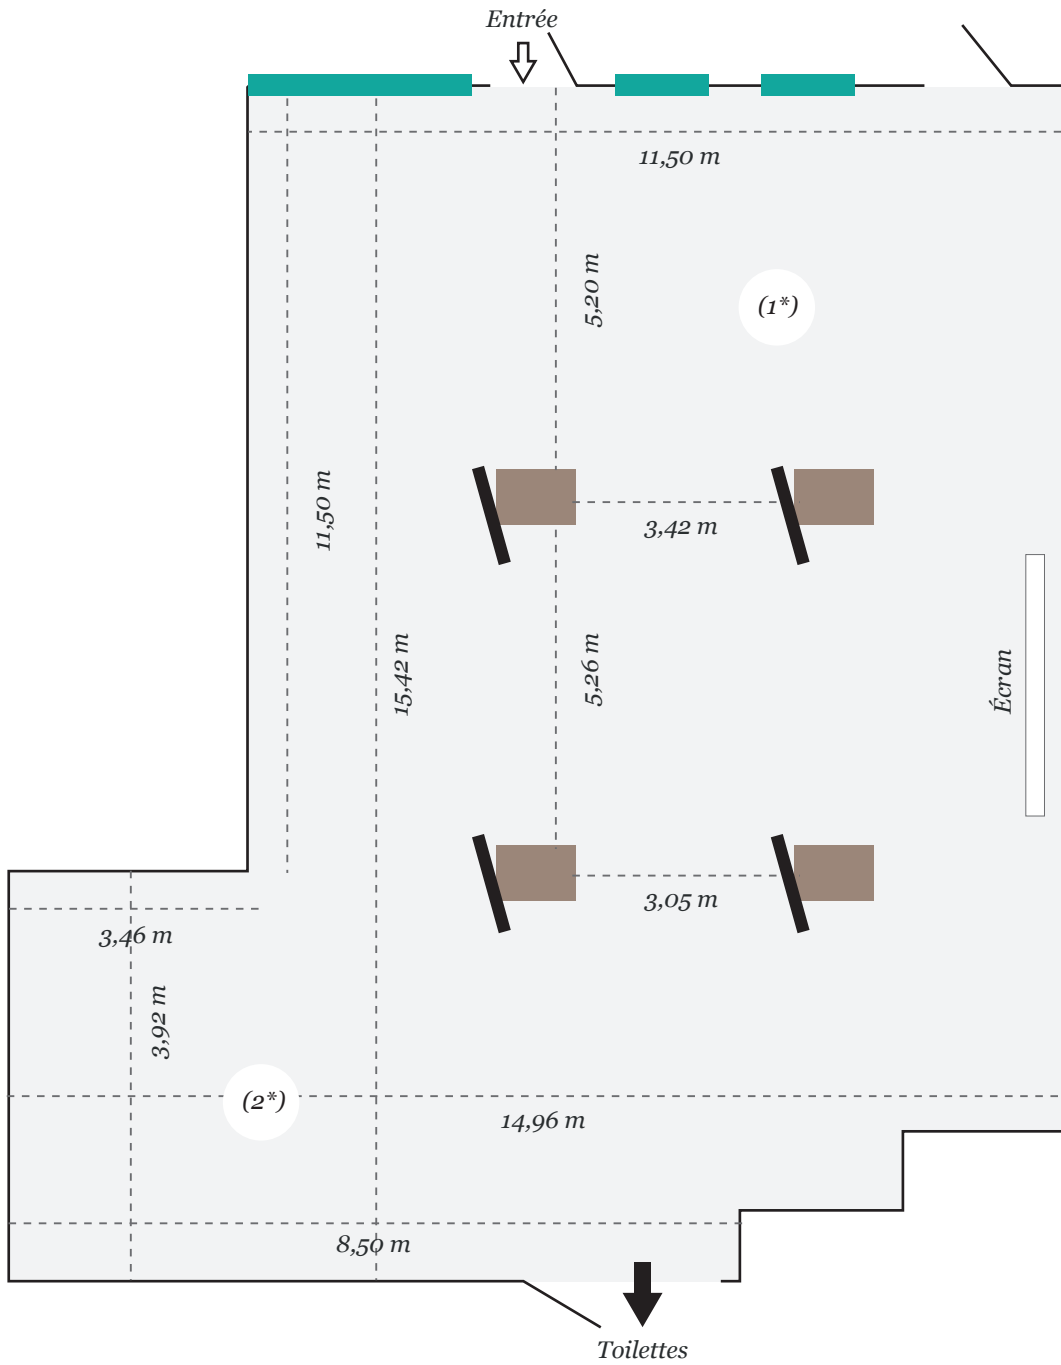 Entrée
11,50 m
5,20 m
(1*)
11,50 m
3,42 m
15,42 m
5,26 m
Écran
3,05 m
3,46 m
3,92 m
(2*)
14,96 m
8,50 m
Toilettes